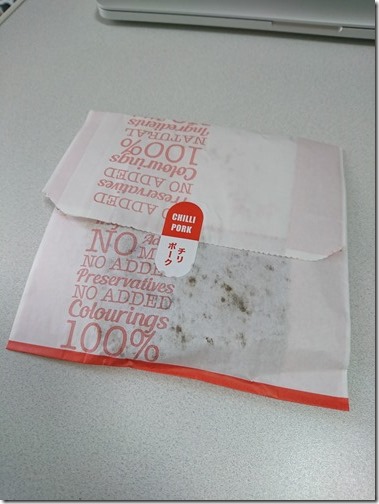 NO ADDED
Preservatives
NO ADDED
Colourings
100%
NATURAL
Ingredients
CHILLI
PORK
チリ
ポーク
NO
NO ADDED
Preservatives
NO ADDED
Colourings
100%